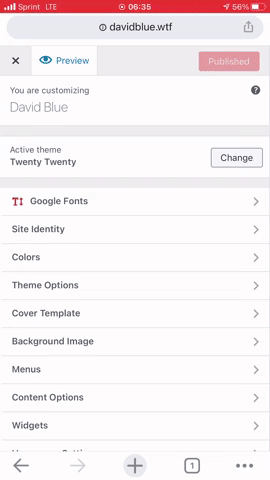 Sprint LTE 06:35 56%
davidblue.wtf
Preview
Published
You are customizing
David Blue
Active theme
Twenty Twenty
Change
Google Fonts
Site Identity
Colors
Theme Options
Cover Template
Background Image
Menus
Content Options
Widgets
1